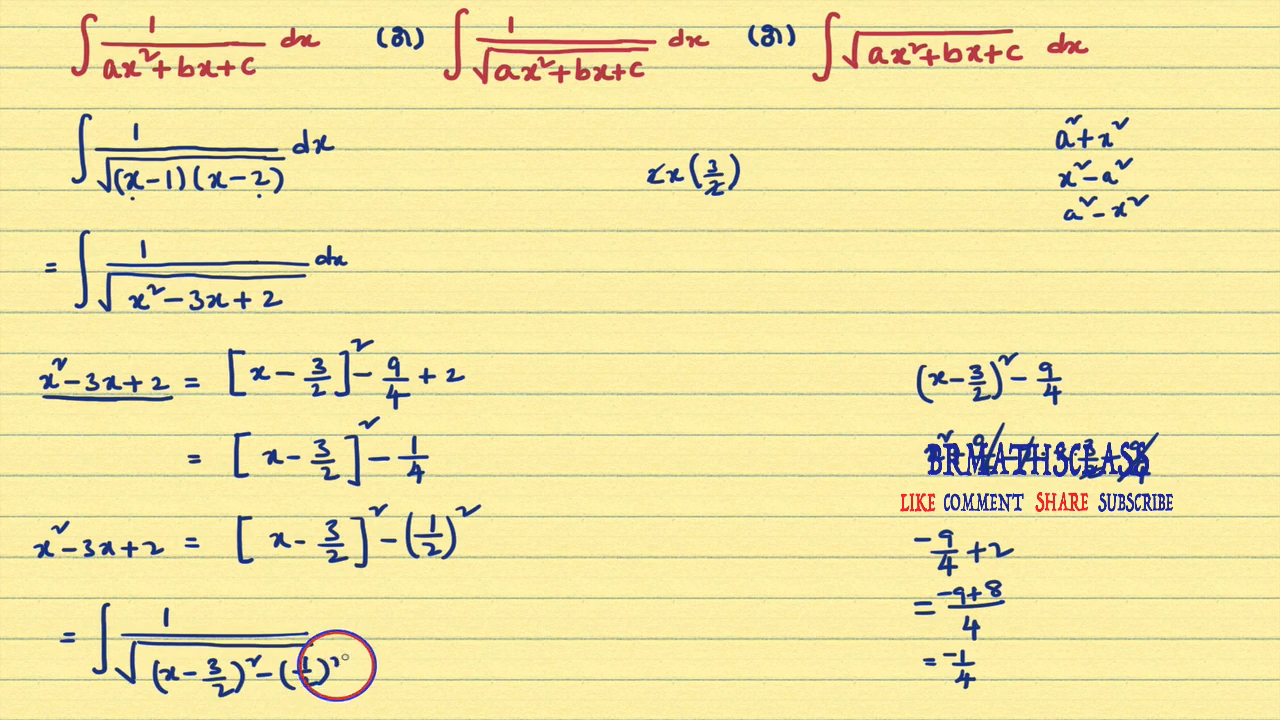 ∫ 1/(ax²+bx+c) dx (or) ∫ 1/√(ax²+bx+c) dx (or) ∫ √(ax²+bx+c) dx
∫ 1/√((x-1)(x-2)) dx
= ∫ 1/√(x²-3x+2) dx
x²-3x+2 = [x - 3/2]² - 9/4 + 2
= [x - 3/2]² - 1/4
x²-3x+2 = [x - 3/2]² - (1/2)²
= ∫ 1/√((x - 3/2)² - (1/2)²
2x(3/2)
a²+x²
x²-a²
a²-x²
(x - 3/2)² - 9/4
BRMATHSCLASS
LIKE COMMENT SHARE SUBSCRIBE
-9/4 + 2
= (-9+8)/4
= -1/4